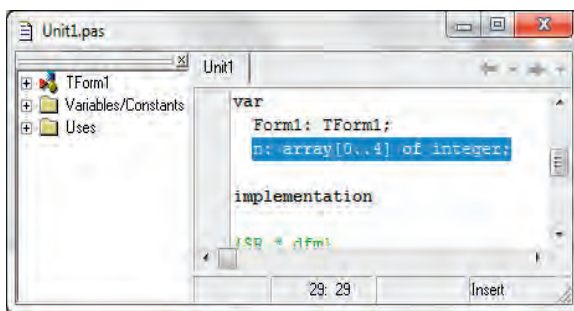 Unit1.pas
TForm1
Variables/Constants
Uses
Unit1
var
Form1: TForm1;
n: array[0..4] of integer;
implementation
{$R *.dfm}
29: 29
Insert